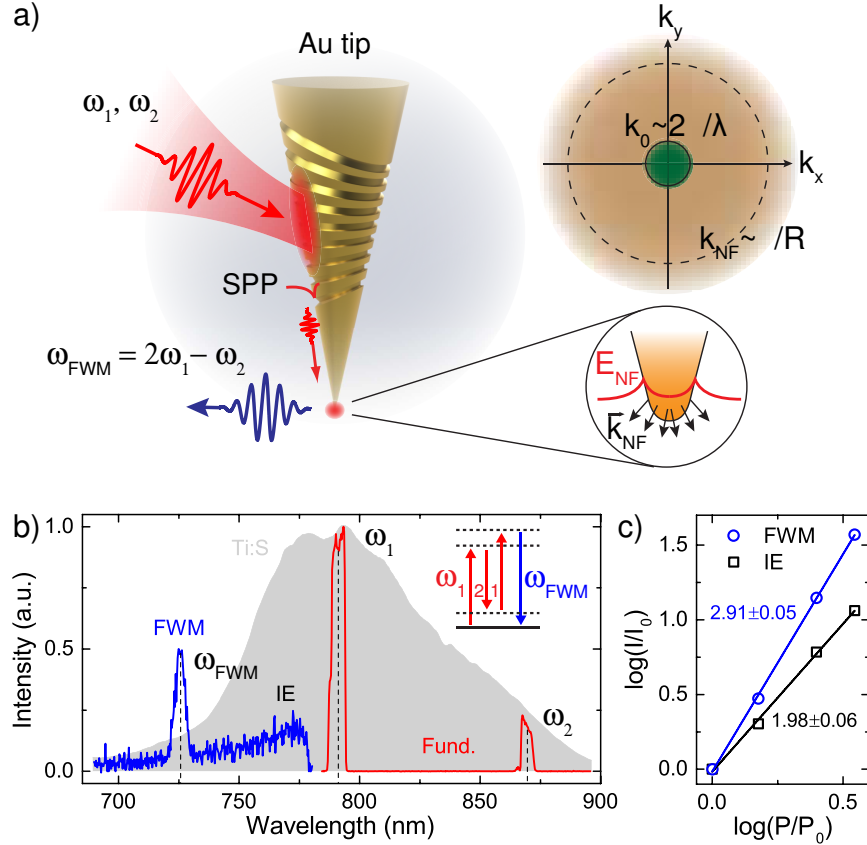 a)
Au tip
ω1, ω2
SPP
ωFWM = 2ω1 − ω2
ky
k0~2 /λ
kx
kNF~ /R
ENF
kNF
b)
Ti:S
ω1
ω1 2 1 ωFWM
FWM
ωFWM
IE
Fund.
ω2
Intensity (a.u.)
1.0
0.5
0.0
700 750 800 850 900
Wavelength (nm)
c)
FWM
IE
2.91±0.05
1.98±0.06
log(I/I0)
1.5
1.0
0.5
0.0
0.0 0.5
log(P/P0)